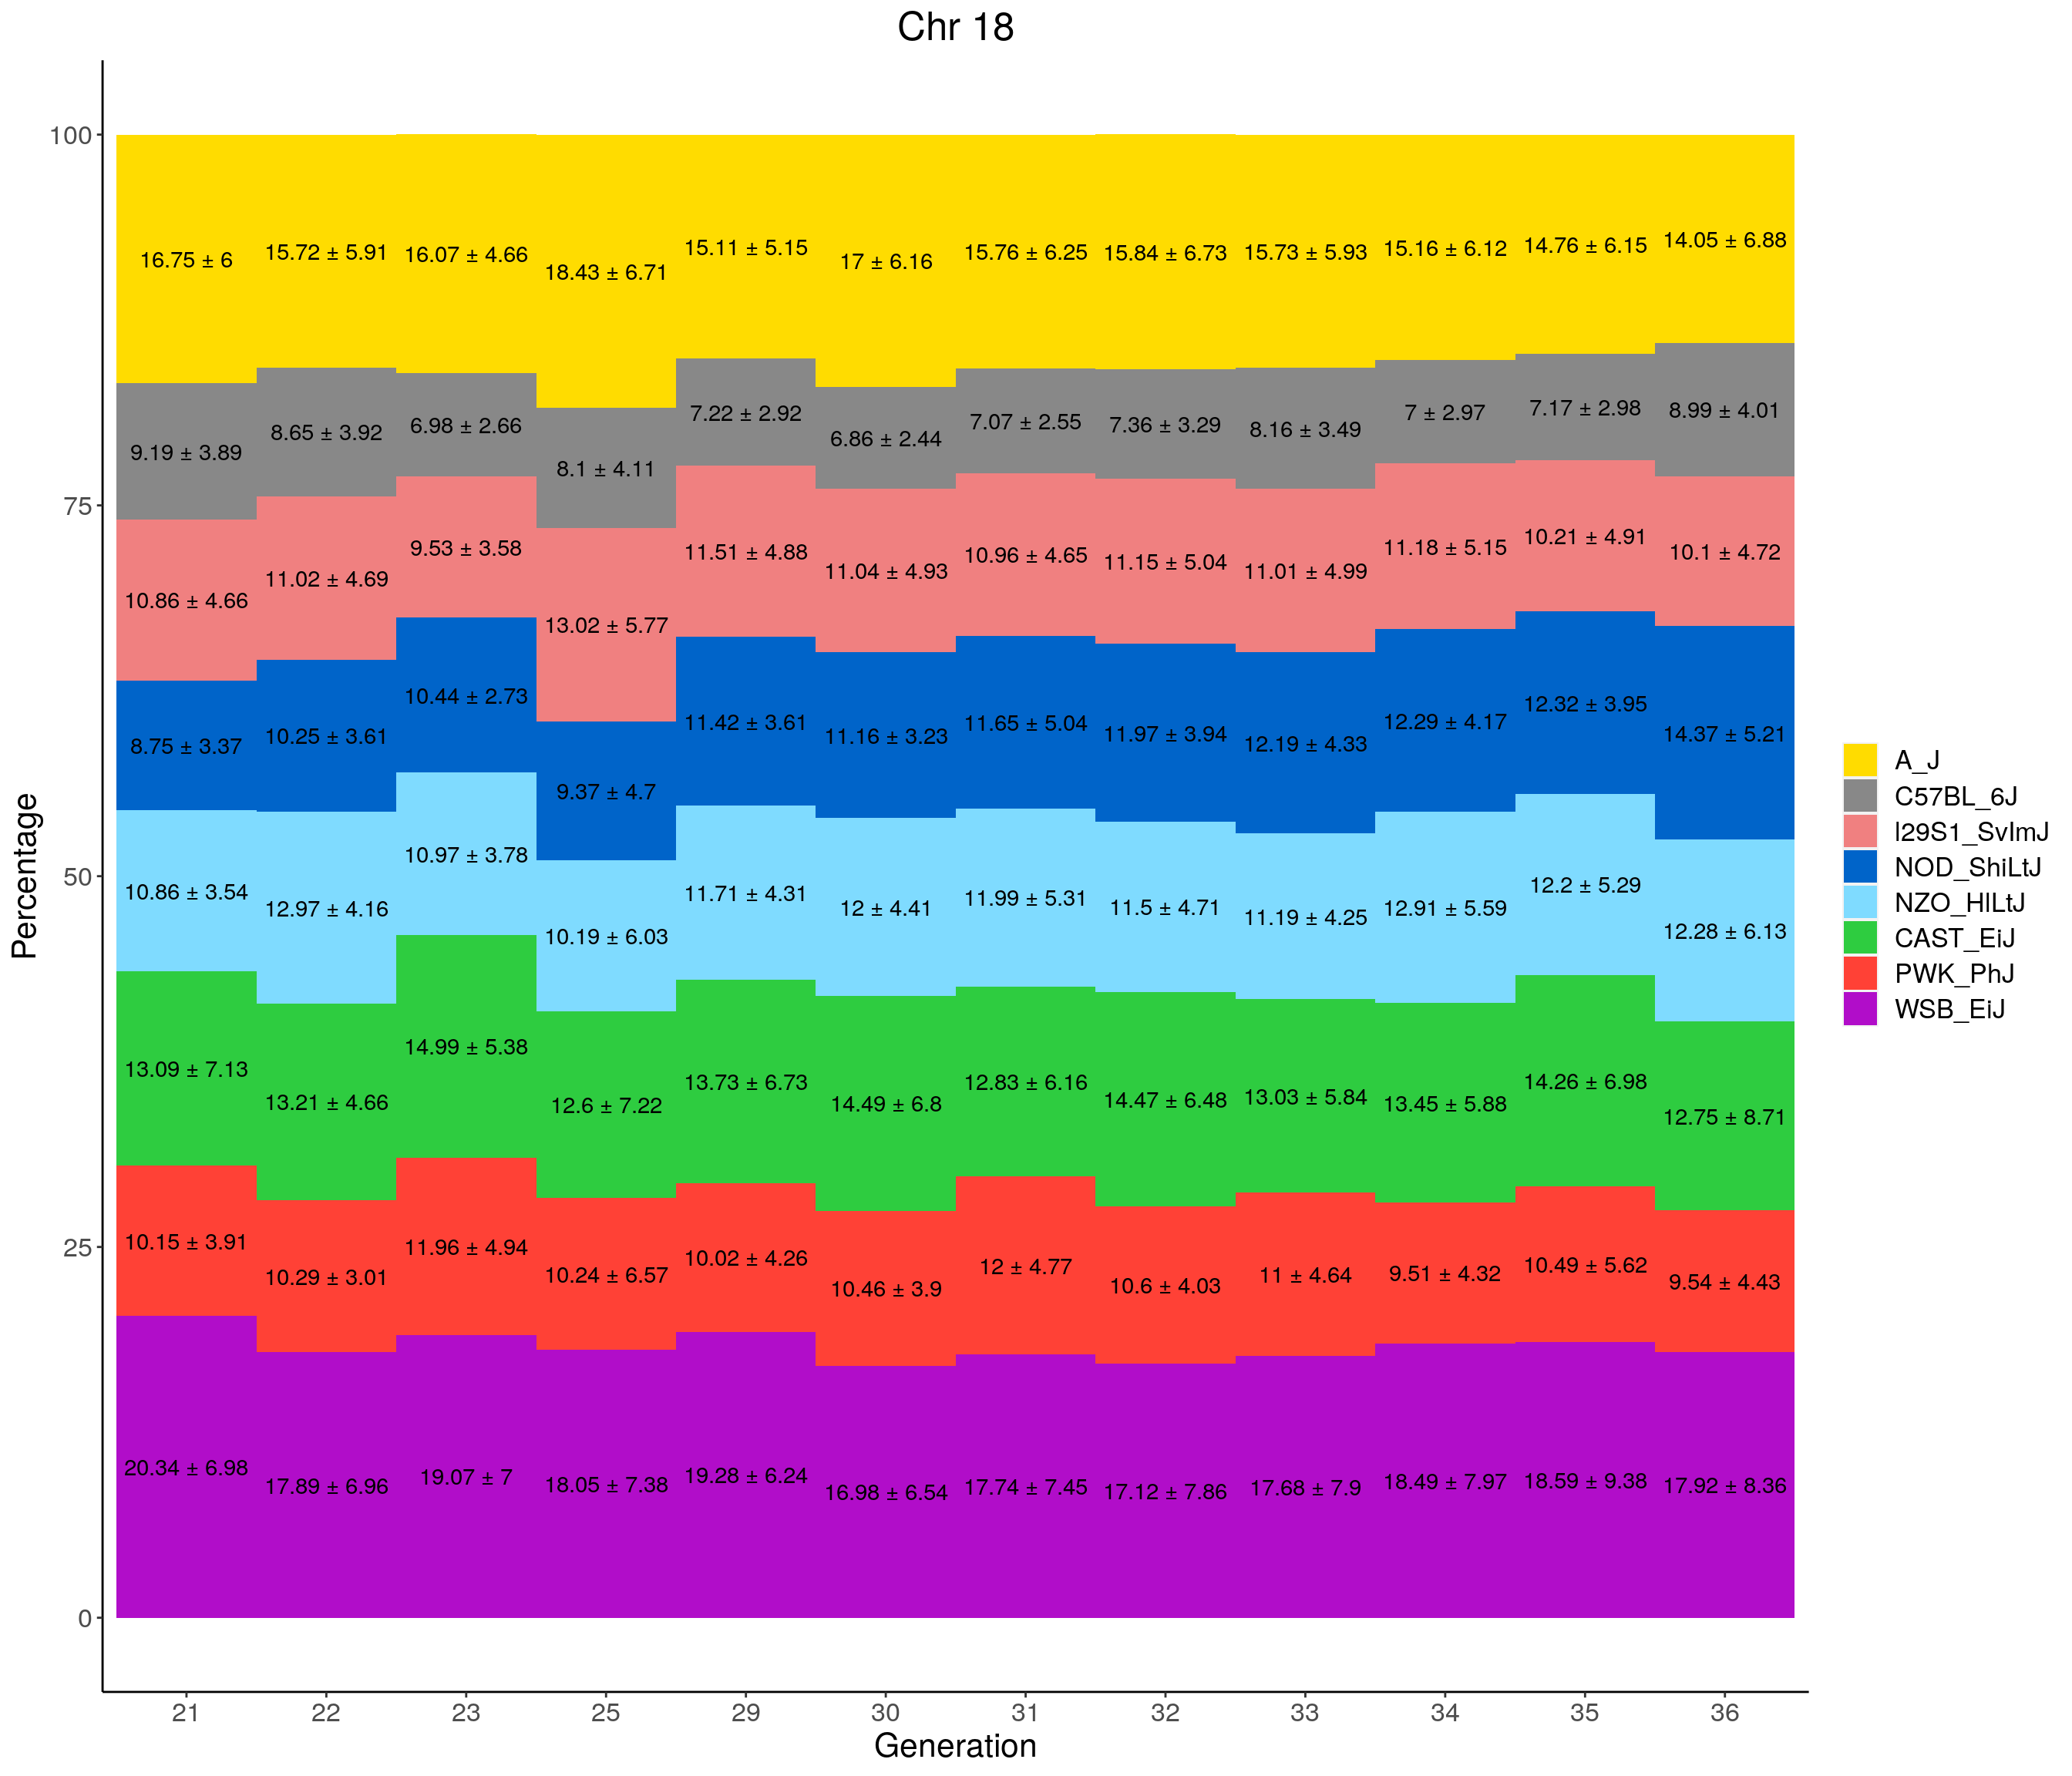 Chr 18
Percentage
100
75
50
25
0
16.75 ± 6
15.72 ± 5.91
16.07 ± 4.66
18.43 ± 6.71
15.11 ± 5.15
17 ± 6.16
15.76 ± 6.25
15.84 ± 6.73
15.73 ± 5.93
15.16 ± 6.12
14.76 ± 6.15
14.05 ± 6.88
9.19 ± 3.89
8.65 ± 3.92
6.98 ± 2.66
8.1 ± 4.11
7.22 ± 2.92
6.86 ± 2.44
7.07 ± 2.55
7.36 ± 3.29
8.16 ± 3.49
7 ± 2.97
7.17 ± 2.98
8.99 ± 4.01
10.86 ± 4.66
11.02 ± 4.69
9.53 ± 3.58
13.02 ± 5.77
11.51 ± 4.88
11.04 ± 4.93
10.96 ± 4.65
11.15 ± 5.04
11.01 ± 4.99
11.18 ± 5.15
10.21 ± 4.91
10.1 ± 4.72
8.75 ± 3.37
10.25 ± 3.61
10.44 ± 2.73
9.37 ± 4.7
11.42 ± 3.61
11.16 ± 3.23
11.65 ± 5.04
11.97 ± 3.94
12.19 ± 4.33
12.29 ± 4.17
12.32 ± 3.95
14.37 ± 5.21
10.86 ± 3.54
12.97 ± 4.16
10.97 ± 3.78
10.19 ± 6.03
11.71 ± 4.31
12 ± 4.41
11.99 ± 5.31
11.5 ± 4.71
11.19 ± 4.25
12.91 ± 5.59
12.2 ± 5.29
12.28 ± 6.13
13.09 ± 7.13
13.21 ± 4.66
14.99 ± 5.38
12.6 ± 7.22
13.73 ± 6.73
14.49 ± 6.8
12.83 ± 6.16
14.47 ± 6.48
13.03 ± 5.84
13.45 ± 5.88
14.26 ± 6.98
12.75 ± 8.71
10.15 ± 3.91
10.29 ± 3.01
11.96 ± 4.94
10.24 ± 6.57
10.02 ± 4.26
10.46 ± 3.9
12 ± 4.77
10.6 ± 4.03
11 ± 4.64
9.51 ± 4.32
10.49 ± 5.62
9.54 ± 4.43
20.34 ± 6.98
17.89 ± 6.96
19.07 ± 7
18.05 ± 7.38
19.28 ± 6.24
16.98 ± 6.54
17.74 ± 7.45
17.12 ± 7.86
17.68 ± 7.9
18.49 ± 7.97
18.59 ± 9.38
17.92 ± 8.36
21 22 23 25 29 30 31 32 33 34 35 36
Generation
A_J
C57BL_6J
I29S1_SvImJ
NOD_ShiLtJ
NZO_HILtJ
CAST_EiJ
PWK_PhJ
WSB_EiJ